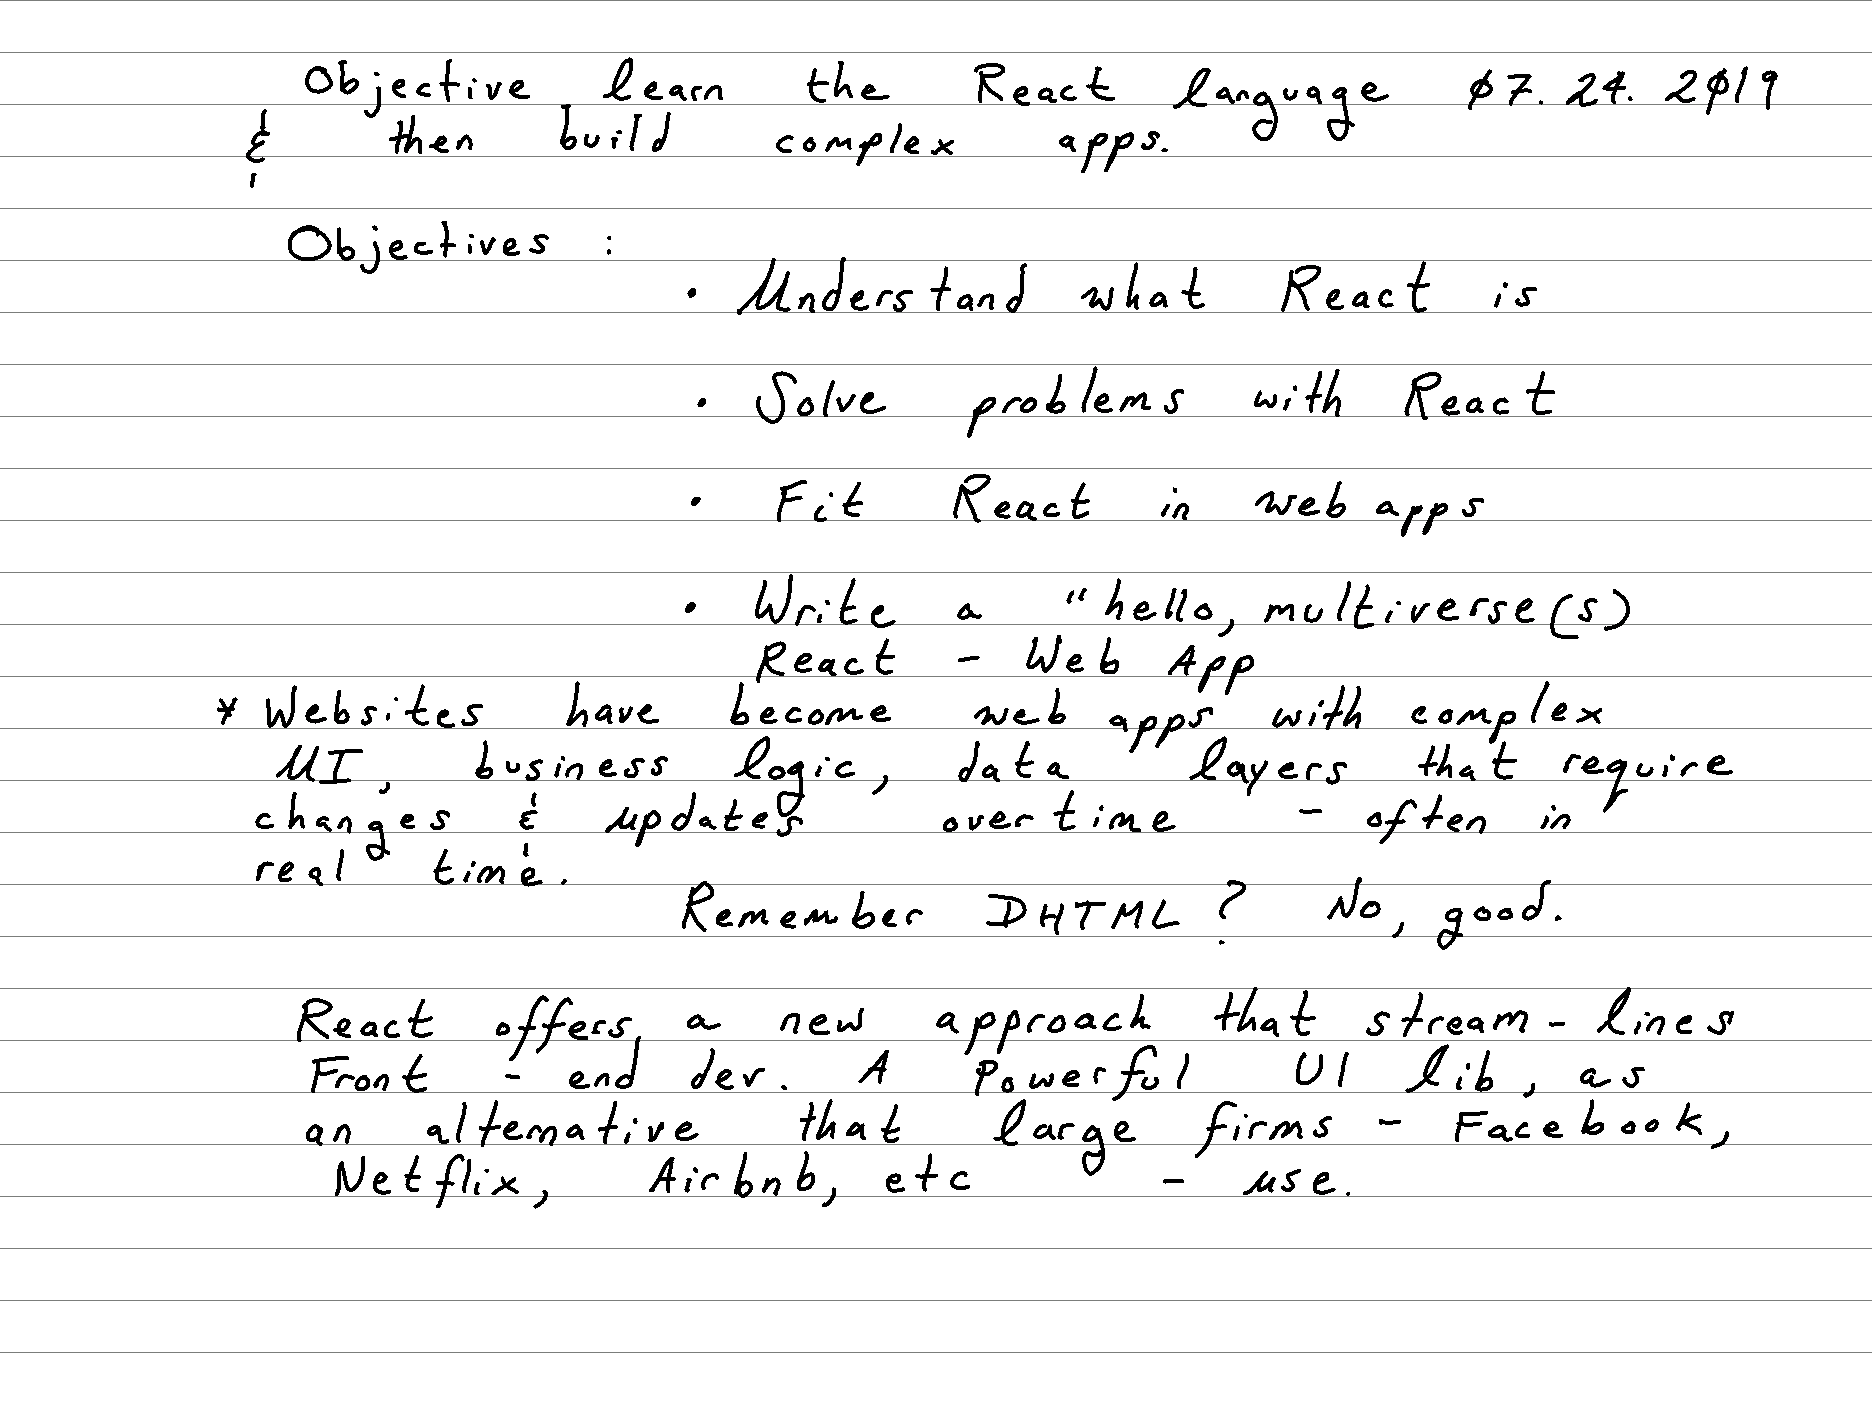 Objective learn the React language 07.24.2019
& then build complex apps.
Objectives :
• Understand what React is
• Solve problems with React
• Fit React in web apps
• Write a "hello, multiverse(s)
React - Web App
* Websites have become web apps with complex
UI, business logic, data layers that require
changes & updates over time - often in
real time.
Remember DHTML? No, good.
React offers a new approach that stream-lines
Front - end dev. A Powerful UI lib, as
an alternative that large firms - Facebook,
Netflix, Airbnb, etc - use.